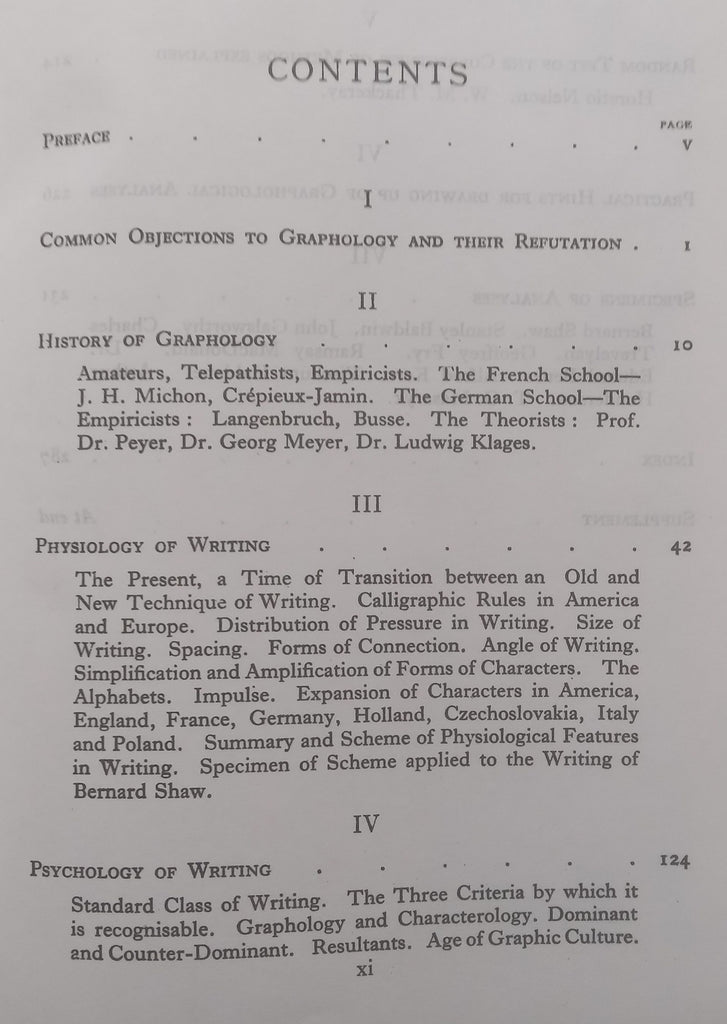 CONTENTS
PAGE
PREFACE . . . . . . . . . V
I
COMMON OBJECTIONS TO GRAPHOLOGY AND THEIR REFUTATION . 1
II
HISTORY OF GRAPHOLOGY . . . . . . 10
Amateurs, Telepathists, Empiricists. The French School—
J. H. Michon, Crépieux-Jamin. The German School—The
Empiricists : Langenbruch, Busse. The Theorists : Prof.
Dr. Peyer, Dr. Georg Meyer, Dr. Ludwig Klages.
III
PHYSIOLOGY OF WRITING . . . . . . 42
The Present, a Time of Transition between an Old and
New Technique of Writing. Calligraphic Rules in America
and Europe. Distribution of Pressure in Writing. Size of
Writing. Spacing. Forms of Connection. Angle of Writing.
Simplification and Amplification of Forms of Characters. The
Alphabets. Impulse. Expansion of Characters in America,
England, France, Germany, Holland, Czechoslovakia, Italy
and Poland. Summary and Scheme of Physiological Features
in Writing. Specimen of Scheme applied to the Writing of
Bernard Shaw.
IV
PSYCHOLOGY OF WRITING . . . . . . 124
Standard Class of Writing. The Three Criteria by which it
is recognisable. Graphology and Characterology. Dominant
and Counter-Dominant. Resultants. Age of Graphic Culture.
xi